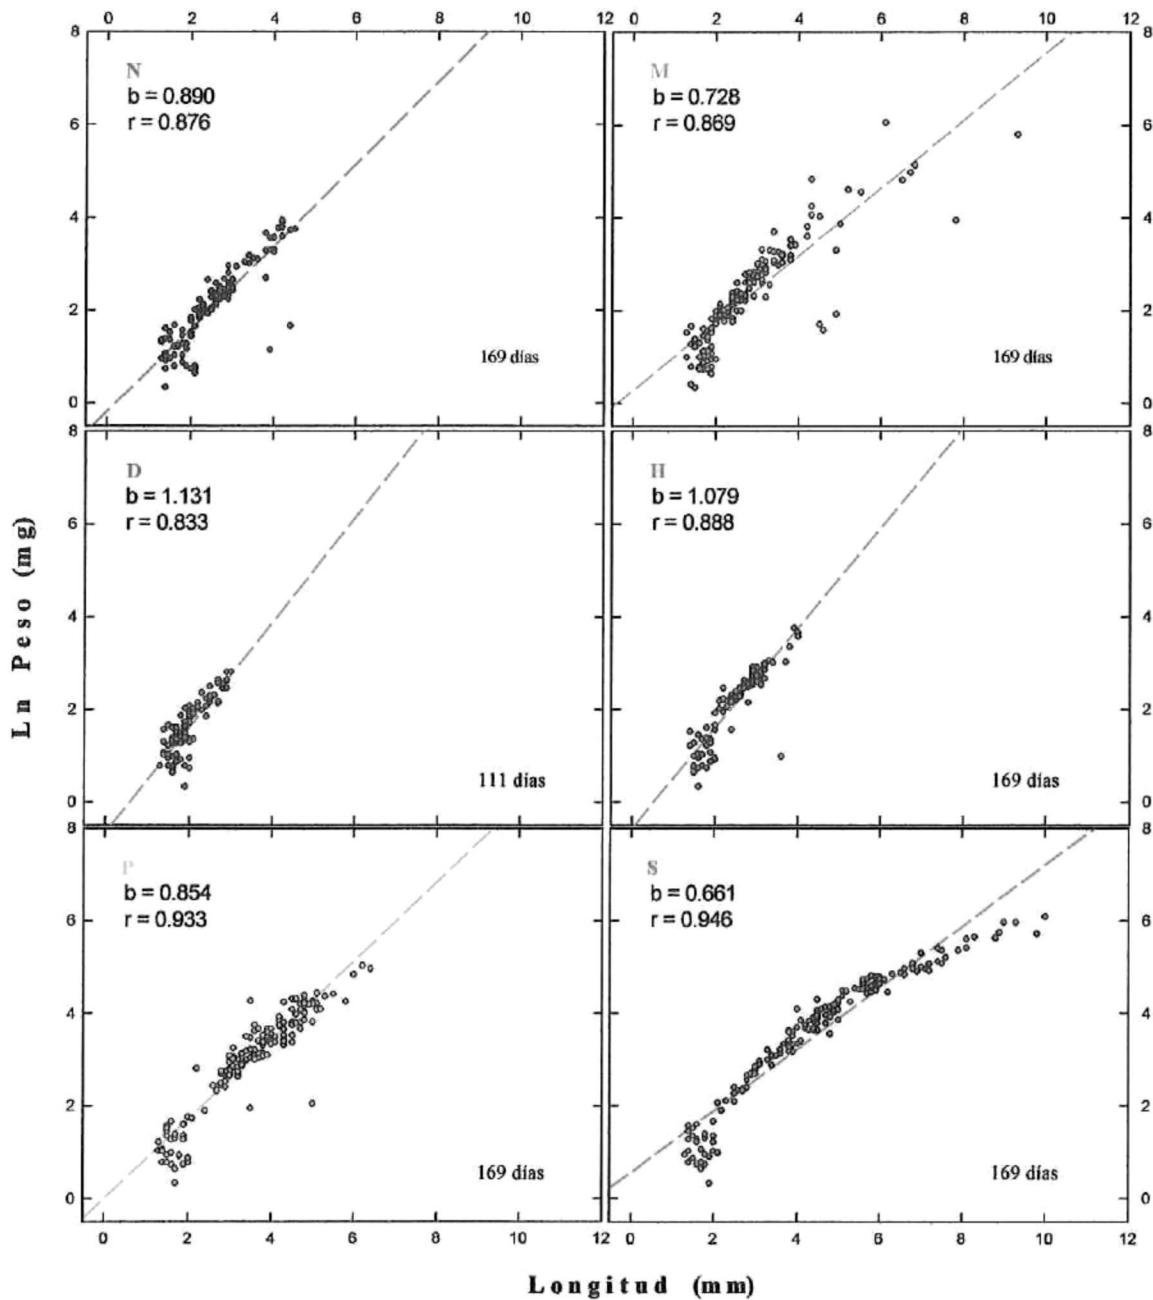 0 2 4 6 8 10 12 0 2 4 6 8 10 12
8 8
N
b = 0.890
r = 0.876
M
b = 0.728
r = 0.869
6 6
4 4
2 2
169 días 169 días
0 0
8 8
D
b = 1.131
r = 0.833
H
b = 1.079
r = 0.888
6 6
4 4
2 2
111 días 169 días
0 0
8 8
P
b = 0.854
r = 0.933
S
b = 0.661
r = 0.946
6 6
4 4
2 2
169 días 169 días
0 0
0 2 4 6 8 10 12 0 2 4 6 8 10 12
Ln Peso (mg)
Longitud (mm)